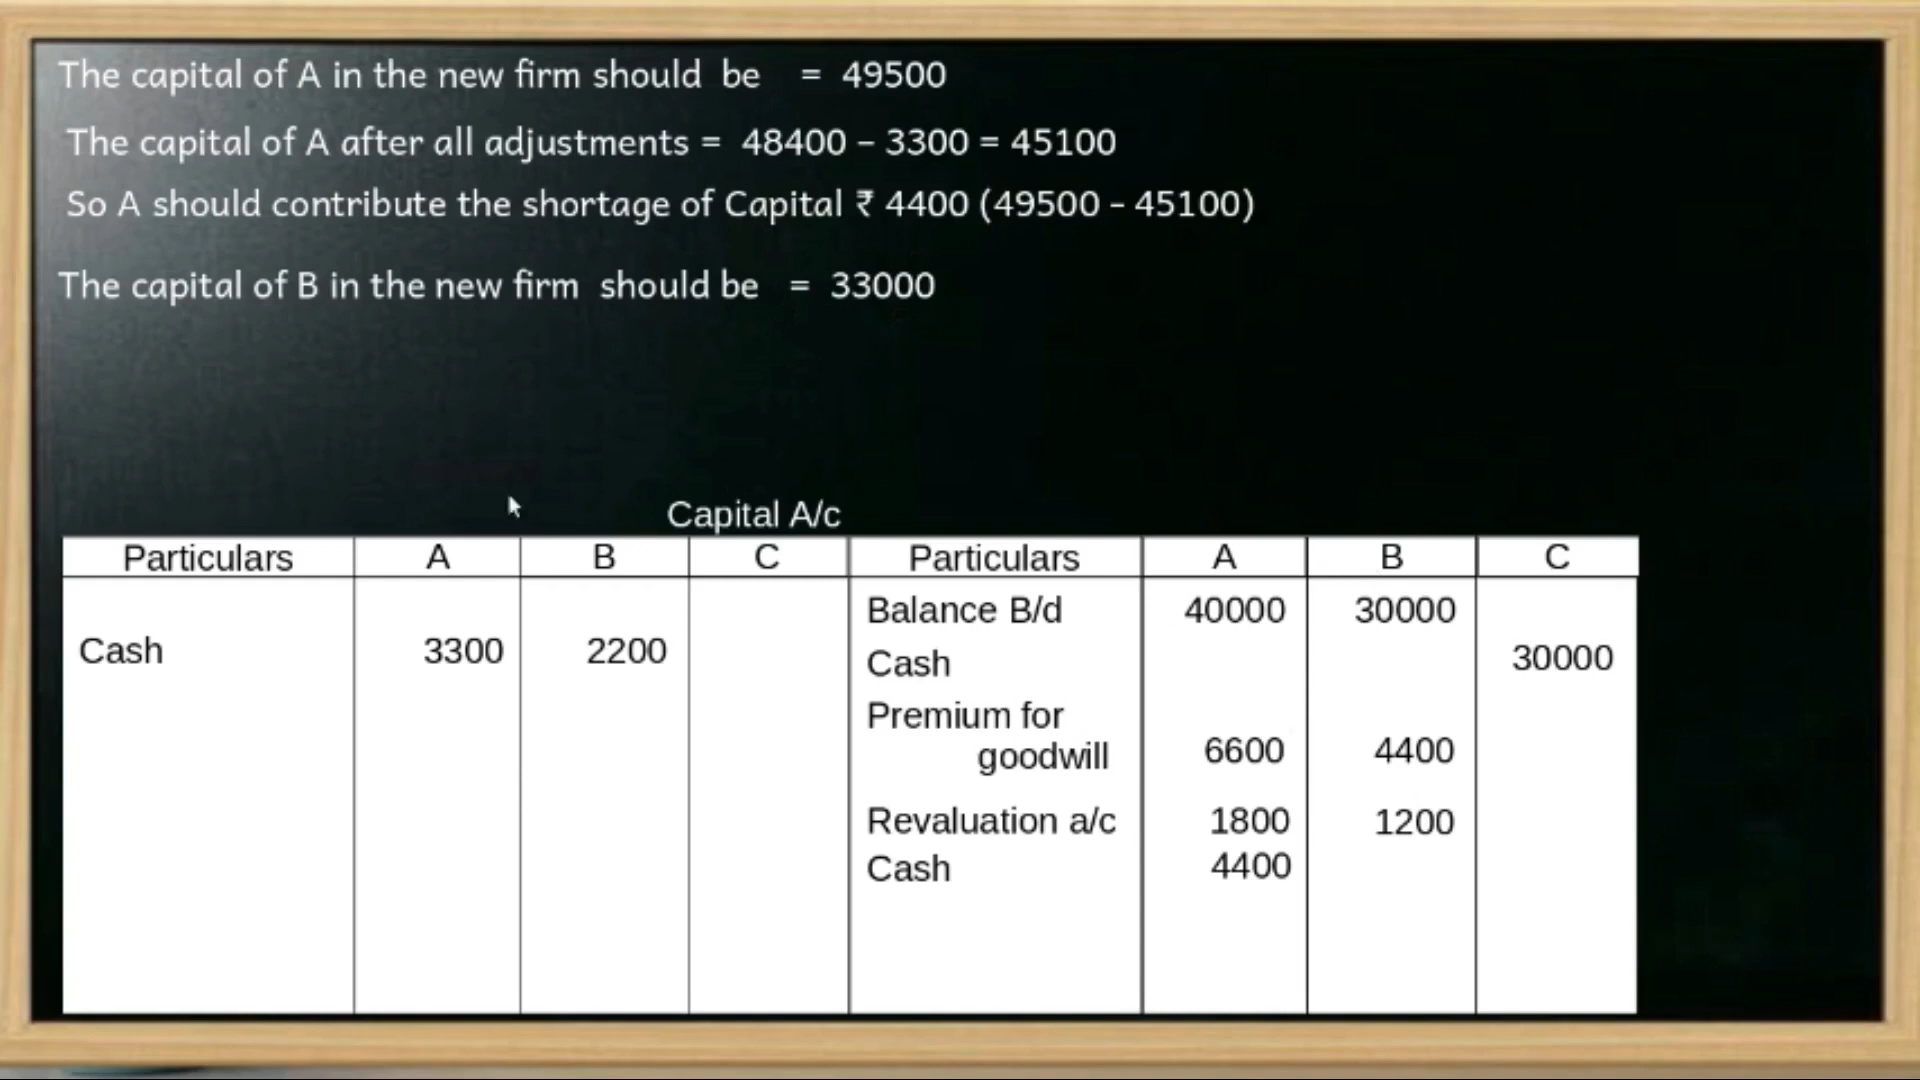 The capital of A in the new firm should be = 49500
The capital of A after all adjustments = 48400 – 3300 = 45100
So A should contribute the shortage of Capital ₹ 4400 (49500 – 45100)
The capital of B in the new firm should be = 33000
Capital A/c
Particulars A B C Particulars A B C
Balance B/d 40000 30000
Cash 3300 2200 Cash 30000
Premium for
goodwill 6600 4400
Revaluation a/c 1800 1200
Cash 4400